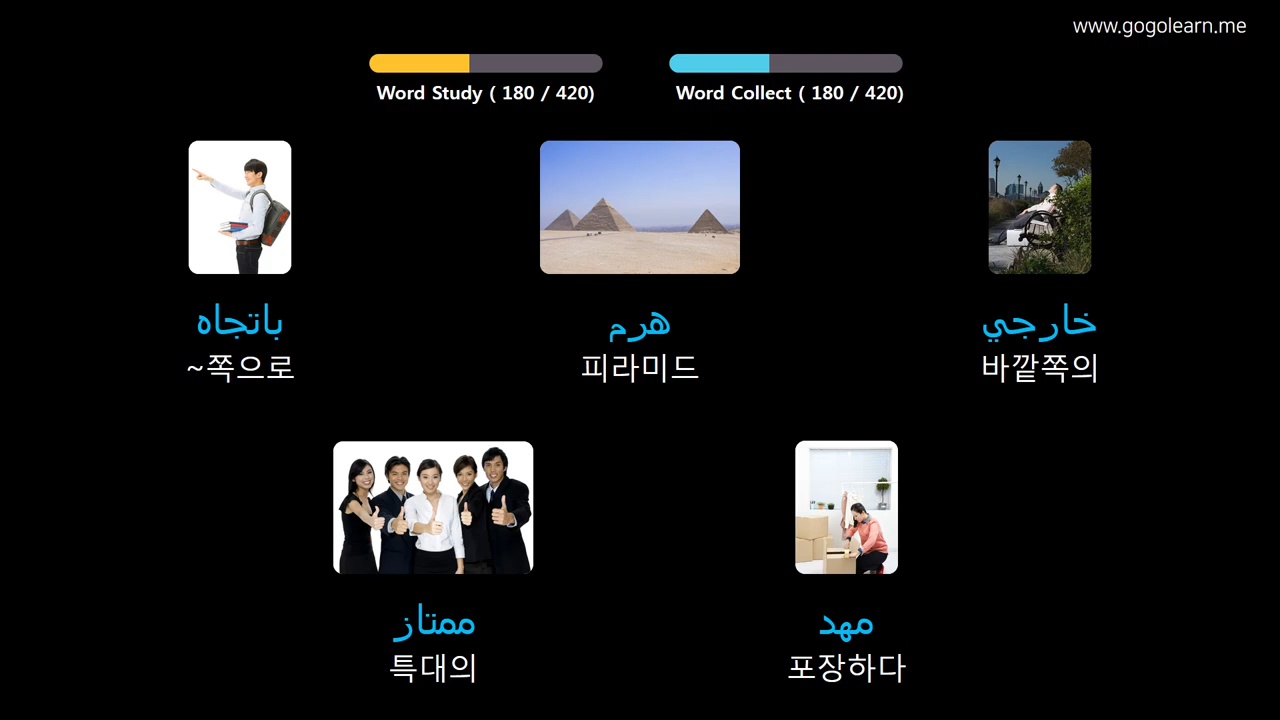 www.gogolearn.me
Word Study ( 180 / 420)
Word Collect ( 180 / 420)
باتجاه
~쪽으로
هرم
피라미드
خارجي
바깥쪽의
ممتاز
특대의
مهد
포장하다